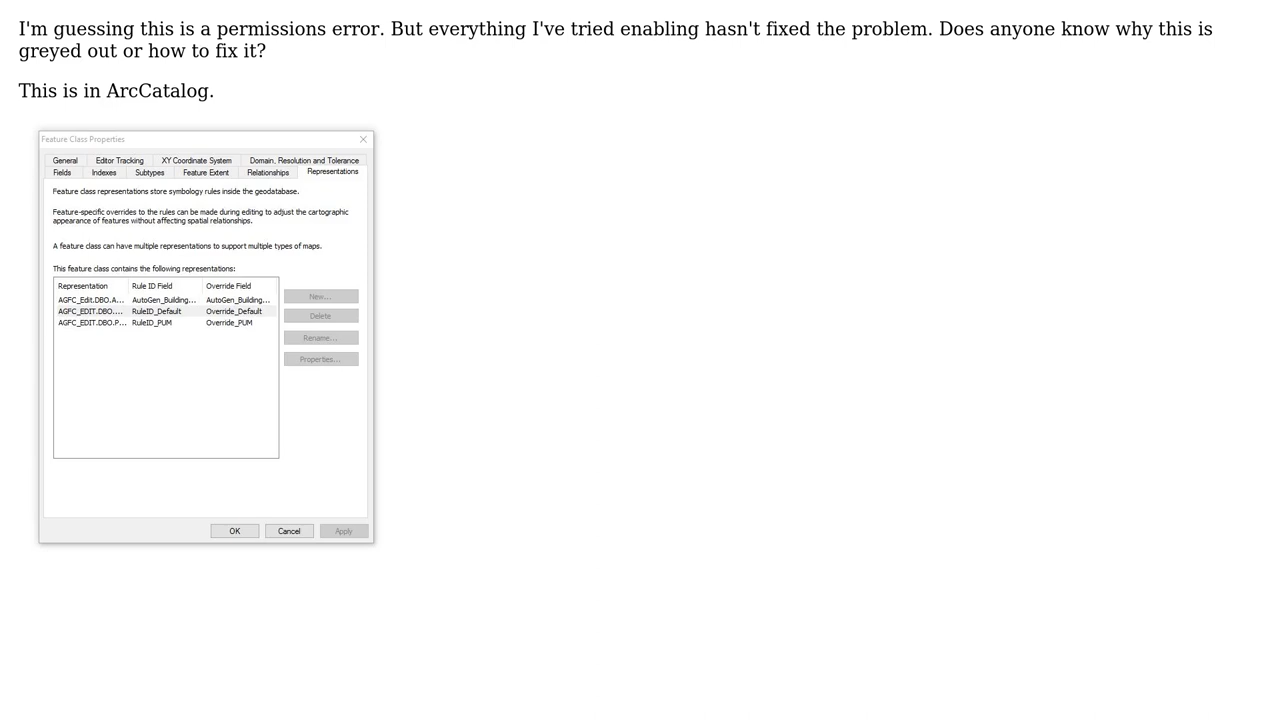 I'm guessing this is a permissions error. But everything I've tried enabling hasn't fixed the problem. Does anyone know why this is
greyed out or how to fix it?
This is in ArcCatalog.
Feature Class Properties
General Editor Tracking XY Coordinate System Domain, Resolution and Tolerance
Fields Indexes Subtypes Feature Extent Relationships Representations
Feature class representations store symbology rules inside the geodatabase.
Feature-specific overrides to the rules can be made during editing to adjust the cartographic
appearance of features without affecting spatial relationships.
A feature class can have multiple representations to support multiple types of maps.
This feature class contains the following representations:
Representation Rule ID Field Override Field
AGFC_Edit.DBO.A... AutoGen_Building... AutoGen_Building...
AGFC_EDIT.DBO.... RuleID_Default Override_Default
AGFC_EDIT.DBO.P... RuleID_PUM Override_PUM
New...
Delete
Rename...
Properties...
OK Cancel Apply